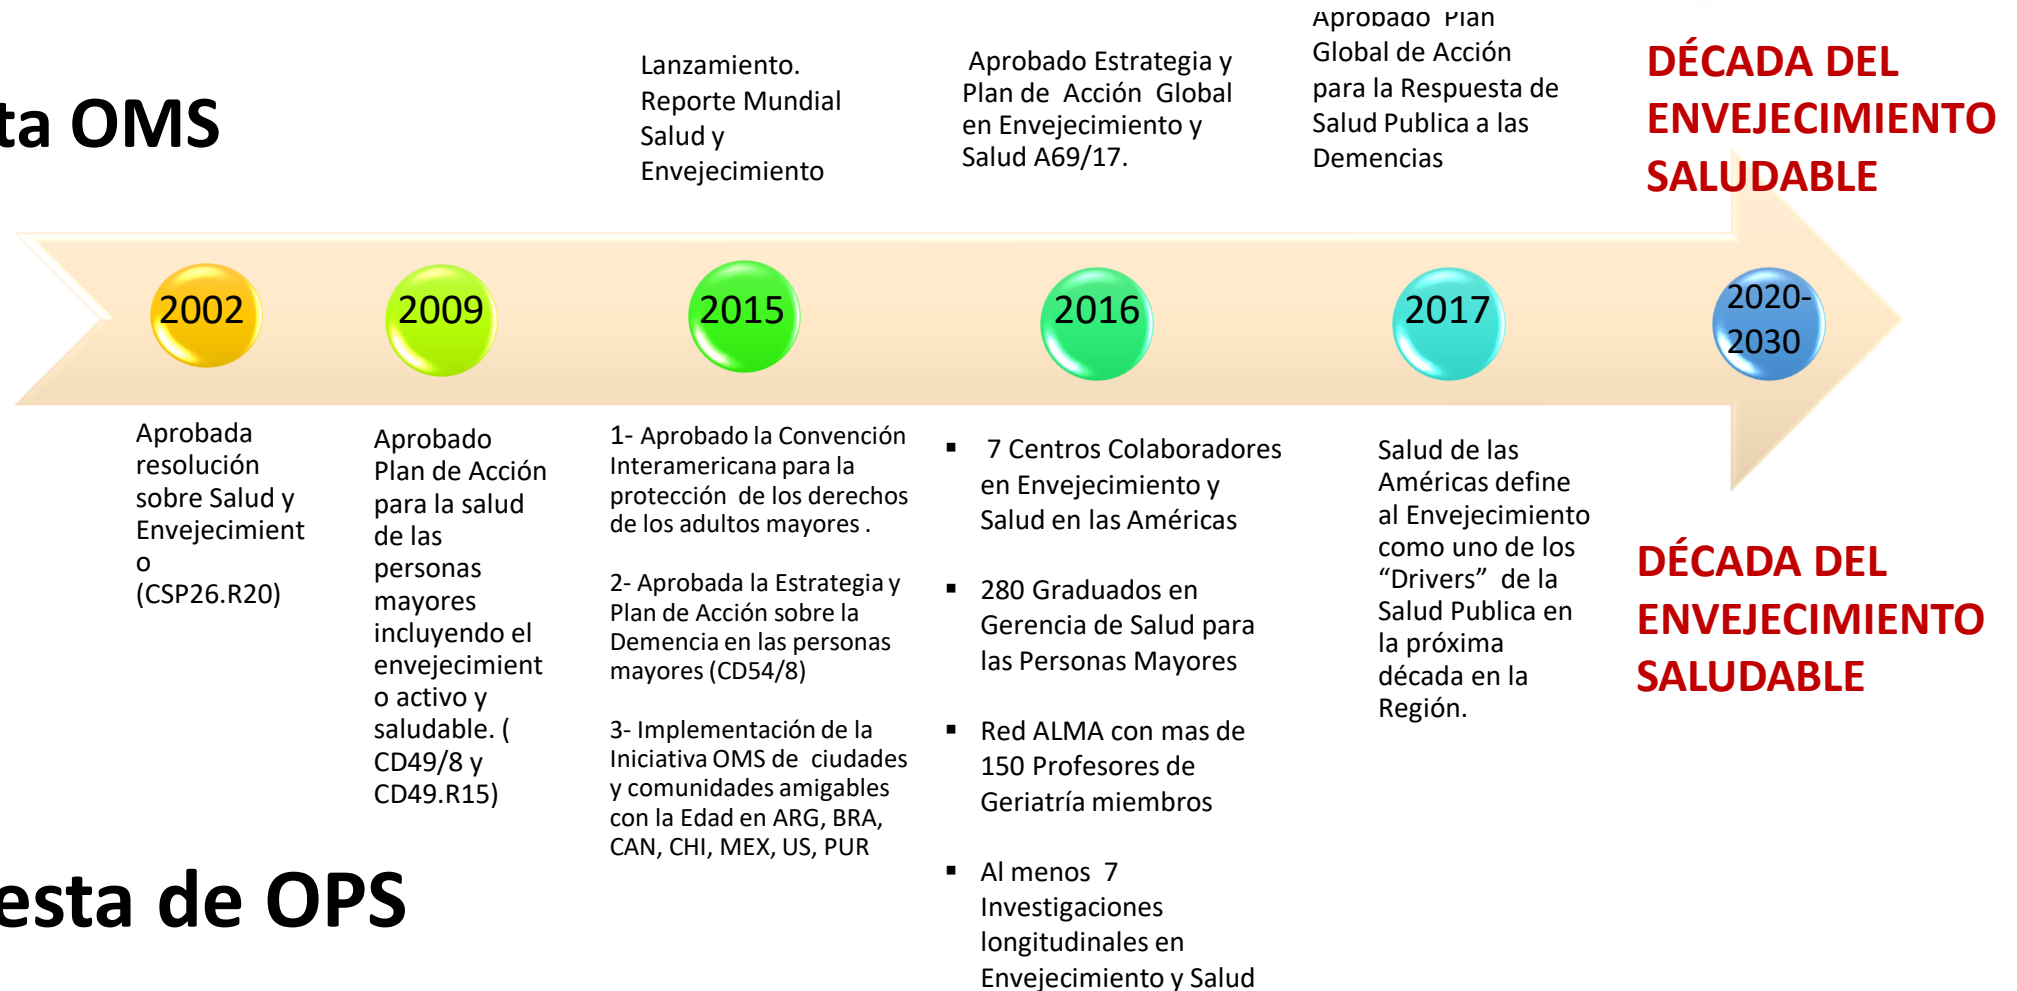 ta OMS
Lanzamiento.
Reporte Mundial
Salud y
Envejecimiento
Aprobado Estrategia y
Plan de Acción Global
en Envejecimiento y
Salud A69/17.
Aprobado Plan
Global de Acción
para la Respuesta de
Salud Publica a las
Demencias
DÉCADA DEL
ENVEJECIMIENTO
SALUDABLE
2002
2009
2015
2016
2017
2020-
2030
Aprobada
resolución
sobre Salud y
Envejecimient
o
(CSP26.R20)
Aprobado
Plan de Acción
para la salud
de las
personas
mayores
incluyendo el
envejecimient
o activo y
saludable. (
CD49/8 y
CD49.R15)
1- Aprobado la Convención
Interamericana para la
protección de los derechos
de los adultos mayores .
2- Aprobada la Estrategia y
Plan de Acción sobre la
Demencia en las personas
mayores (CD54/8)
3- Implementación de la
Iniciativa OMS de ciudades
y comunidades amigables
con la Edad en ARG, BRA,
CAN, CHI, MEX, US, PUR
▪ 7 Centros Colaboradores
en Envejecimiento y
Salud en las Américas
▪ 280 Graduados en
Gerencia de Salud para
las Personas Mayores
▪ Red ALMA con mas de
150 Profesores de
Geriatría miembros
▪ Al menos 7
Investigaciones
longitudinales en
Envejecimiento y Salud
Salud de las
Américas define
al Envejecimiento
como uno de los
“Drivers” de la
Salud Publica en
la próxima
década en la
Región.
DÉCADA DEL
ENVEJECIMIENTO
SALUDABLE
esta de OPS